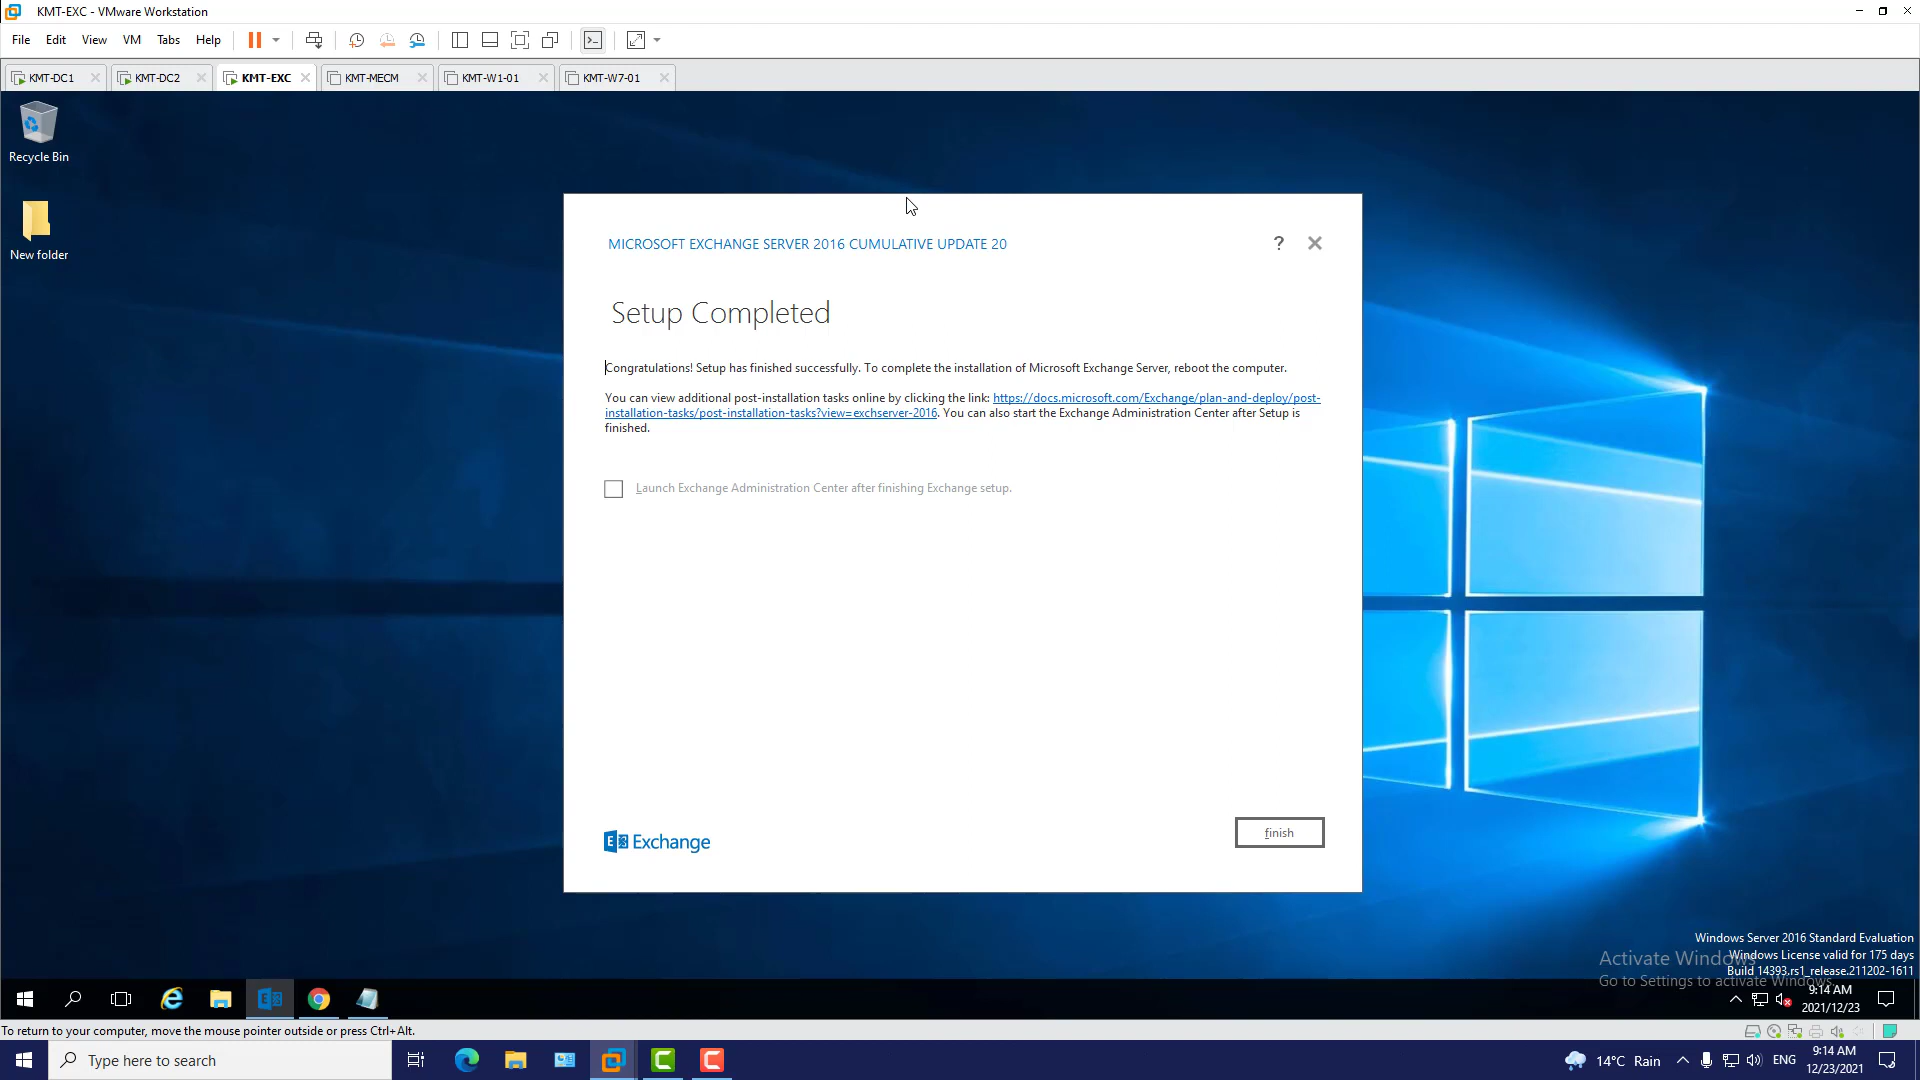 KMT-EXC - VMware Workstation
File Edit View VM Tabs Help
KMT-DC1 KMT-DC2 KMT-EXC KMT-MECM KMT-W1-01 KMT-W7-01
Recycle Bin
New folder
MICROSOFT EXCHANGE SERVER 2016 CUMULATIVE UPDATE 20
?
Setup Completed
Congratulations! Setup has finished successfully. To complete the installation of Microsoft Exchange Server, reboot the computer.
You can view additional post-installation tasks online by clicking the link: https://docs.microsoft.com/Exchange/plan-and-deploy/post-
installation-tasks/post-installation-tasks?view=exchserver-2016. You can also start the Exchange Administration Center after Setup is
finished.
Launch Exchange Administration Center after finishing Exchange setup.
Exchange
finish
Windows Server 2016 Standard Evaluation
Activate Windows
Windows License valid for 175 days
Build 14393.rs1_release.211202-1611
Go to Settings to activate Windows.
9:14 AM
2021/12/23
To return to your computer, move the mouse pointer outside or press Ctrl+Alt.
Type here to search
14°C Rain
ENG
9:14 AM
12/23/2021